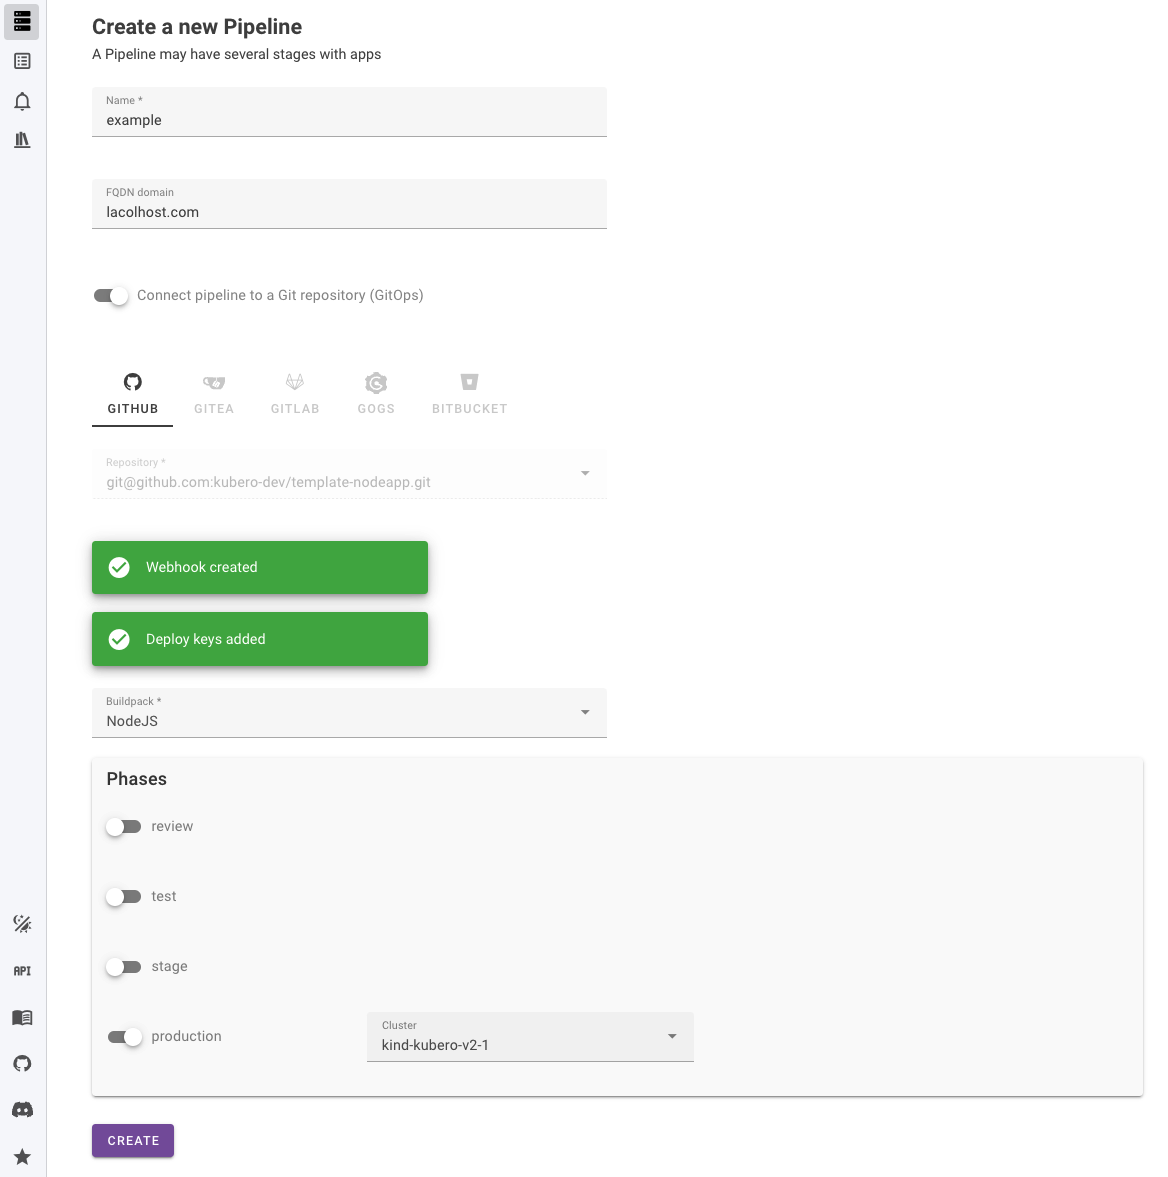 Create a new Pipeline
A Pipeline may have several stages with apps
Name *
example
FQDN domain
lacolhost.com
Connect pipeline to a Git repository (GitOps)
GITHUB GITEA GITLAB GOGS BITBUCKET
Repository *
git@github.com:kubero-dev/template-nodeapp.git
Webhook created
Deploy keys added
Buildpack *
NodeJS
Phases
review
test
stage
production
Cluster
kind-kubero-v2-1
API
CREATE